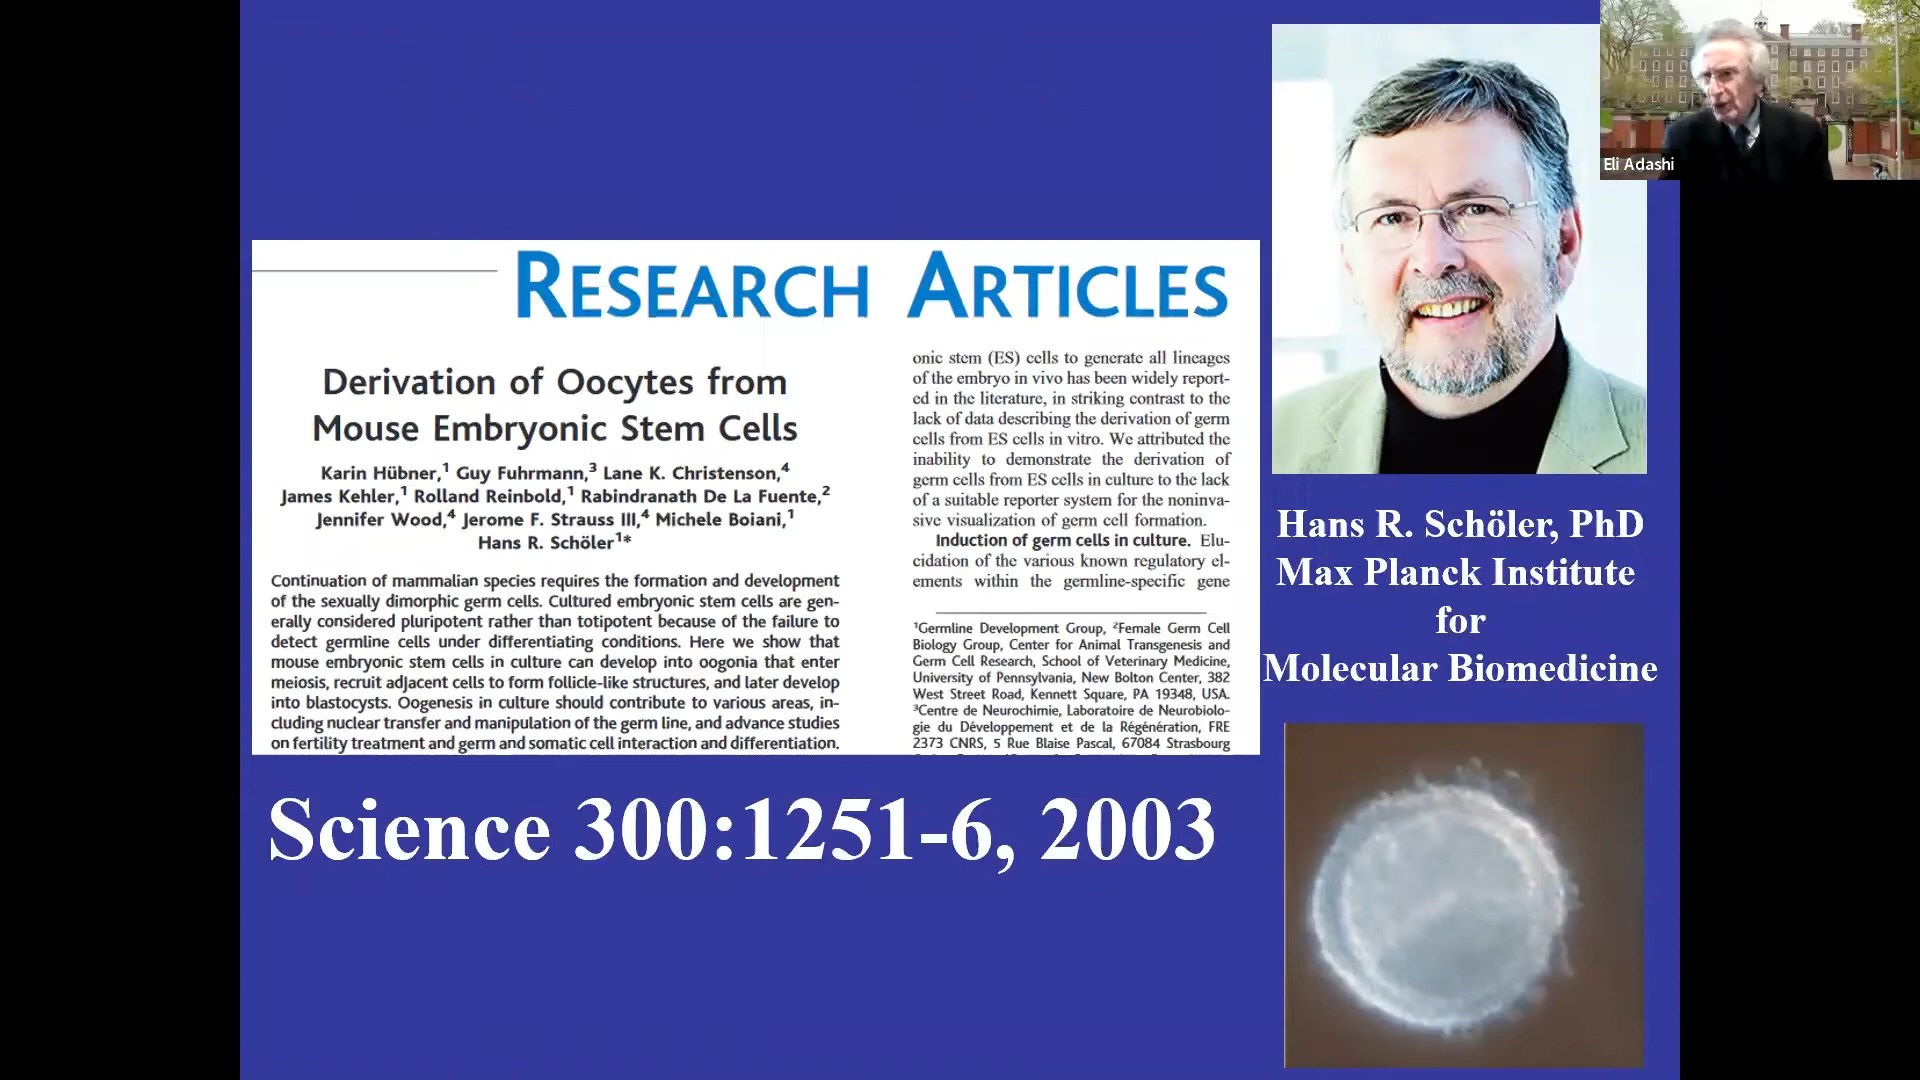 RESEARCH ARTICLES
Derivation of Oocytes from
Mouse Embryonic Stem Cells
Karin Hübner,1 Guy Fuhrmann,3 Lane K. Christenson,4
James Kehler,1 Rolland Reinbold,1 Rabindranath De La Fuente,2
Jennifer Wood,4 Jerome F. Strauss III,4 Michele Boiani,1
Hans R. Schöler1*
Continuation of mammalian species requires the formation and development
of the sexually dimorphic germ cells. Cultured embryonic stem cells are gen-
erally considered pluripotent rather than totipotent because of the failure to
detect germline cells under differentiating conditions. Here we show that
mouse embryonic stem cells in culture can develop into oogonia that enter
meiosis, recruit adjacent cells to form follicle-like structures, and later develop
into blastocysts. Oogenesis in culture should contribute to various areas, in-
cluding nuclear transfer and manipulation of the germ line, and advance studies
on fertility treatment and germ and somatic cell interaction and differentiation.
onic stem (ES) cells to generate all lineages
of the embryo in vivo has been widely report-
ed in the literature, in striking contrast to the
lack of data describing the derivation of germ
cells from ES cells in vitro. We attributed the
inability to demonstrate the derivation of
germ cells from ES cells in culture to the lack
of a suitable reporter system for the noninva-
sive visualization of germ cell formation.
Induction of germ cells in culture. Elu-
cidation of the various known regulatory el-
ements within the germline-specific gene
1Germline Development Group, 2Female Germ Cell
Biology Group, Center for Animal Transgenesis and
Germ Cell Research, School of Veterinary Medicine,
University of Pennsylvania, New Bolton Center, 382
West Street Road, Kennett Square, PA 19348, USA.
3Centre de Neurochimie, Laboratoire de Neurobiolo-
gie du Développement et de la Régénération, FRE
2373 CNRS, 5 Rue Blaise Pascal, 67084 Strasbourg
Science 300:1251-6, 2003
Eli Adashi
Hans R. Schöler, PhD
Max Planck Institute
for
Molecular Biomedicine